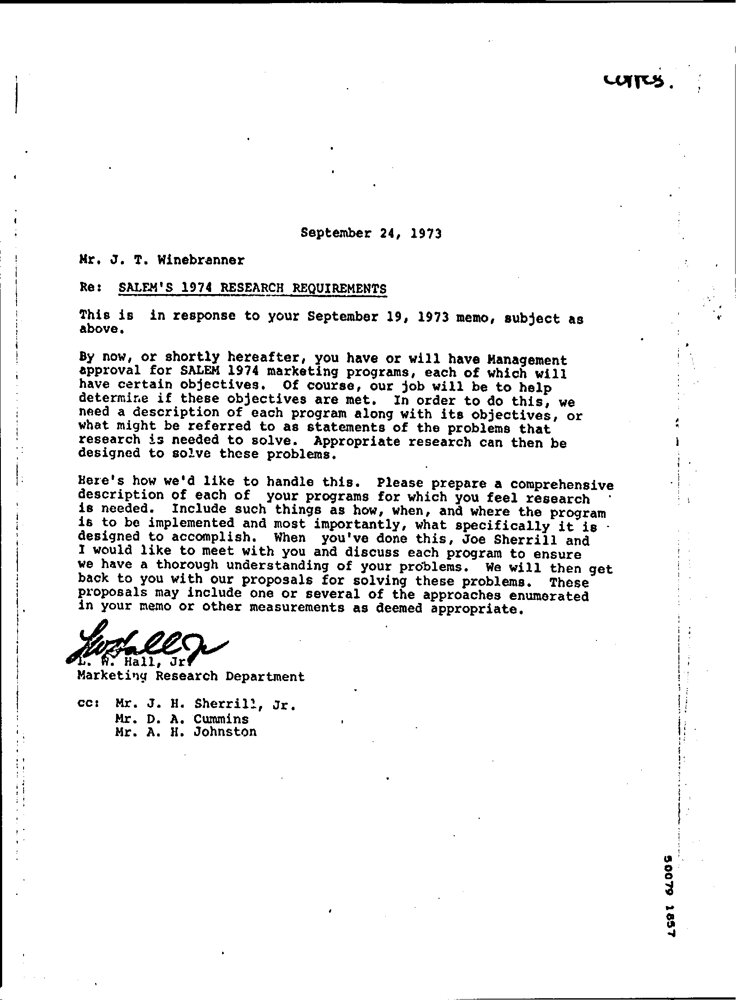 corres.
September 24, 1973
Mr. J. T. Winebranner
Re: SALEM'S 1974 RESEARCH REQUIREMENTS
This is in response to your September 19, 1973 memo, subject as
above.
By now, or shortly hereafter, you have or will have Management
approval for SALEM 1974 marketing programs, each of which will
have certain objectives. Of course, our job will be to help
determine if these objectives are met. In order to do this, we
need a description of each program along with its objectives, or
what might be referred to as statements of the problems that
research is needed to solve. Appropriate research can then be
designed to solve these problems.
Here's how we'd like to handle this. Please prepare a comprehensive
description of each of your programs for which you feel research
is needed. Include such things as how, when, and where the program
is to be implemented and most importantly, what specifically it is
designed to accomplish. When you've done this, Joe Sherrill and
I would like to meet with you and discuss each program to ensure
we have a thorough understanding of your problems. We will then get
back to you with our proposals for solving these problems. These
proposals may include one or several of the approaches enumerated
in your memo or other measurements as deemed appropriate.
L. W. Hall, Jr.
Marketing Research Department
cc: Mr. J. H. Sherrill, Jr.
Mr. D. A. Cummins
Mr. A. H. Johnston
50079 1857